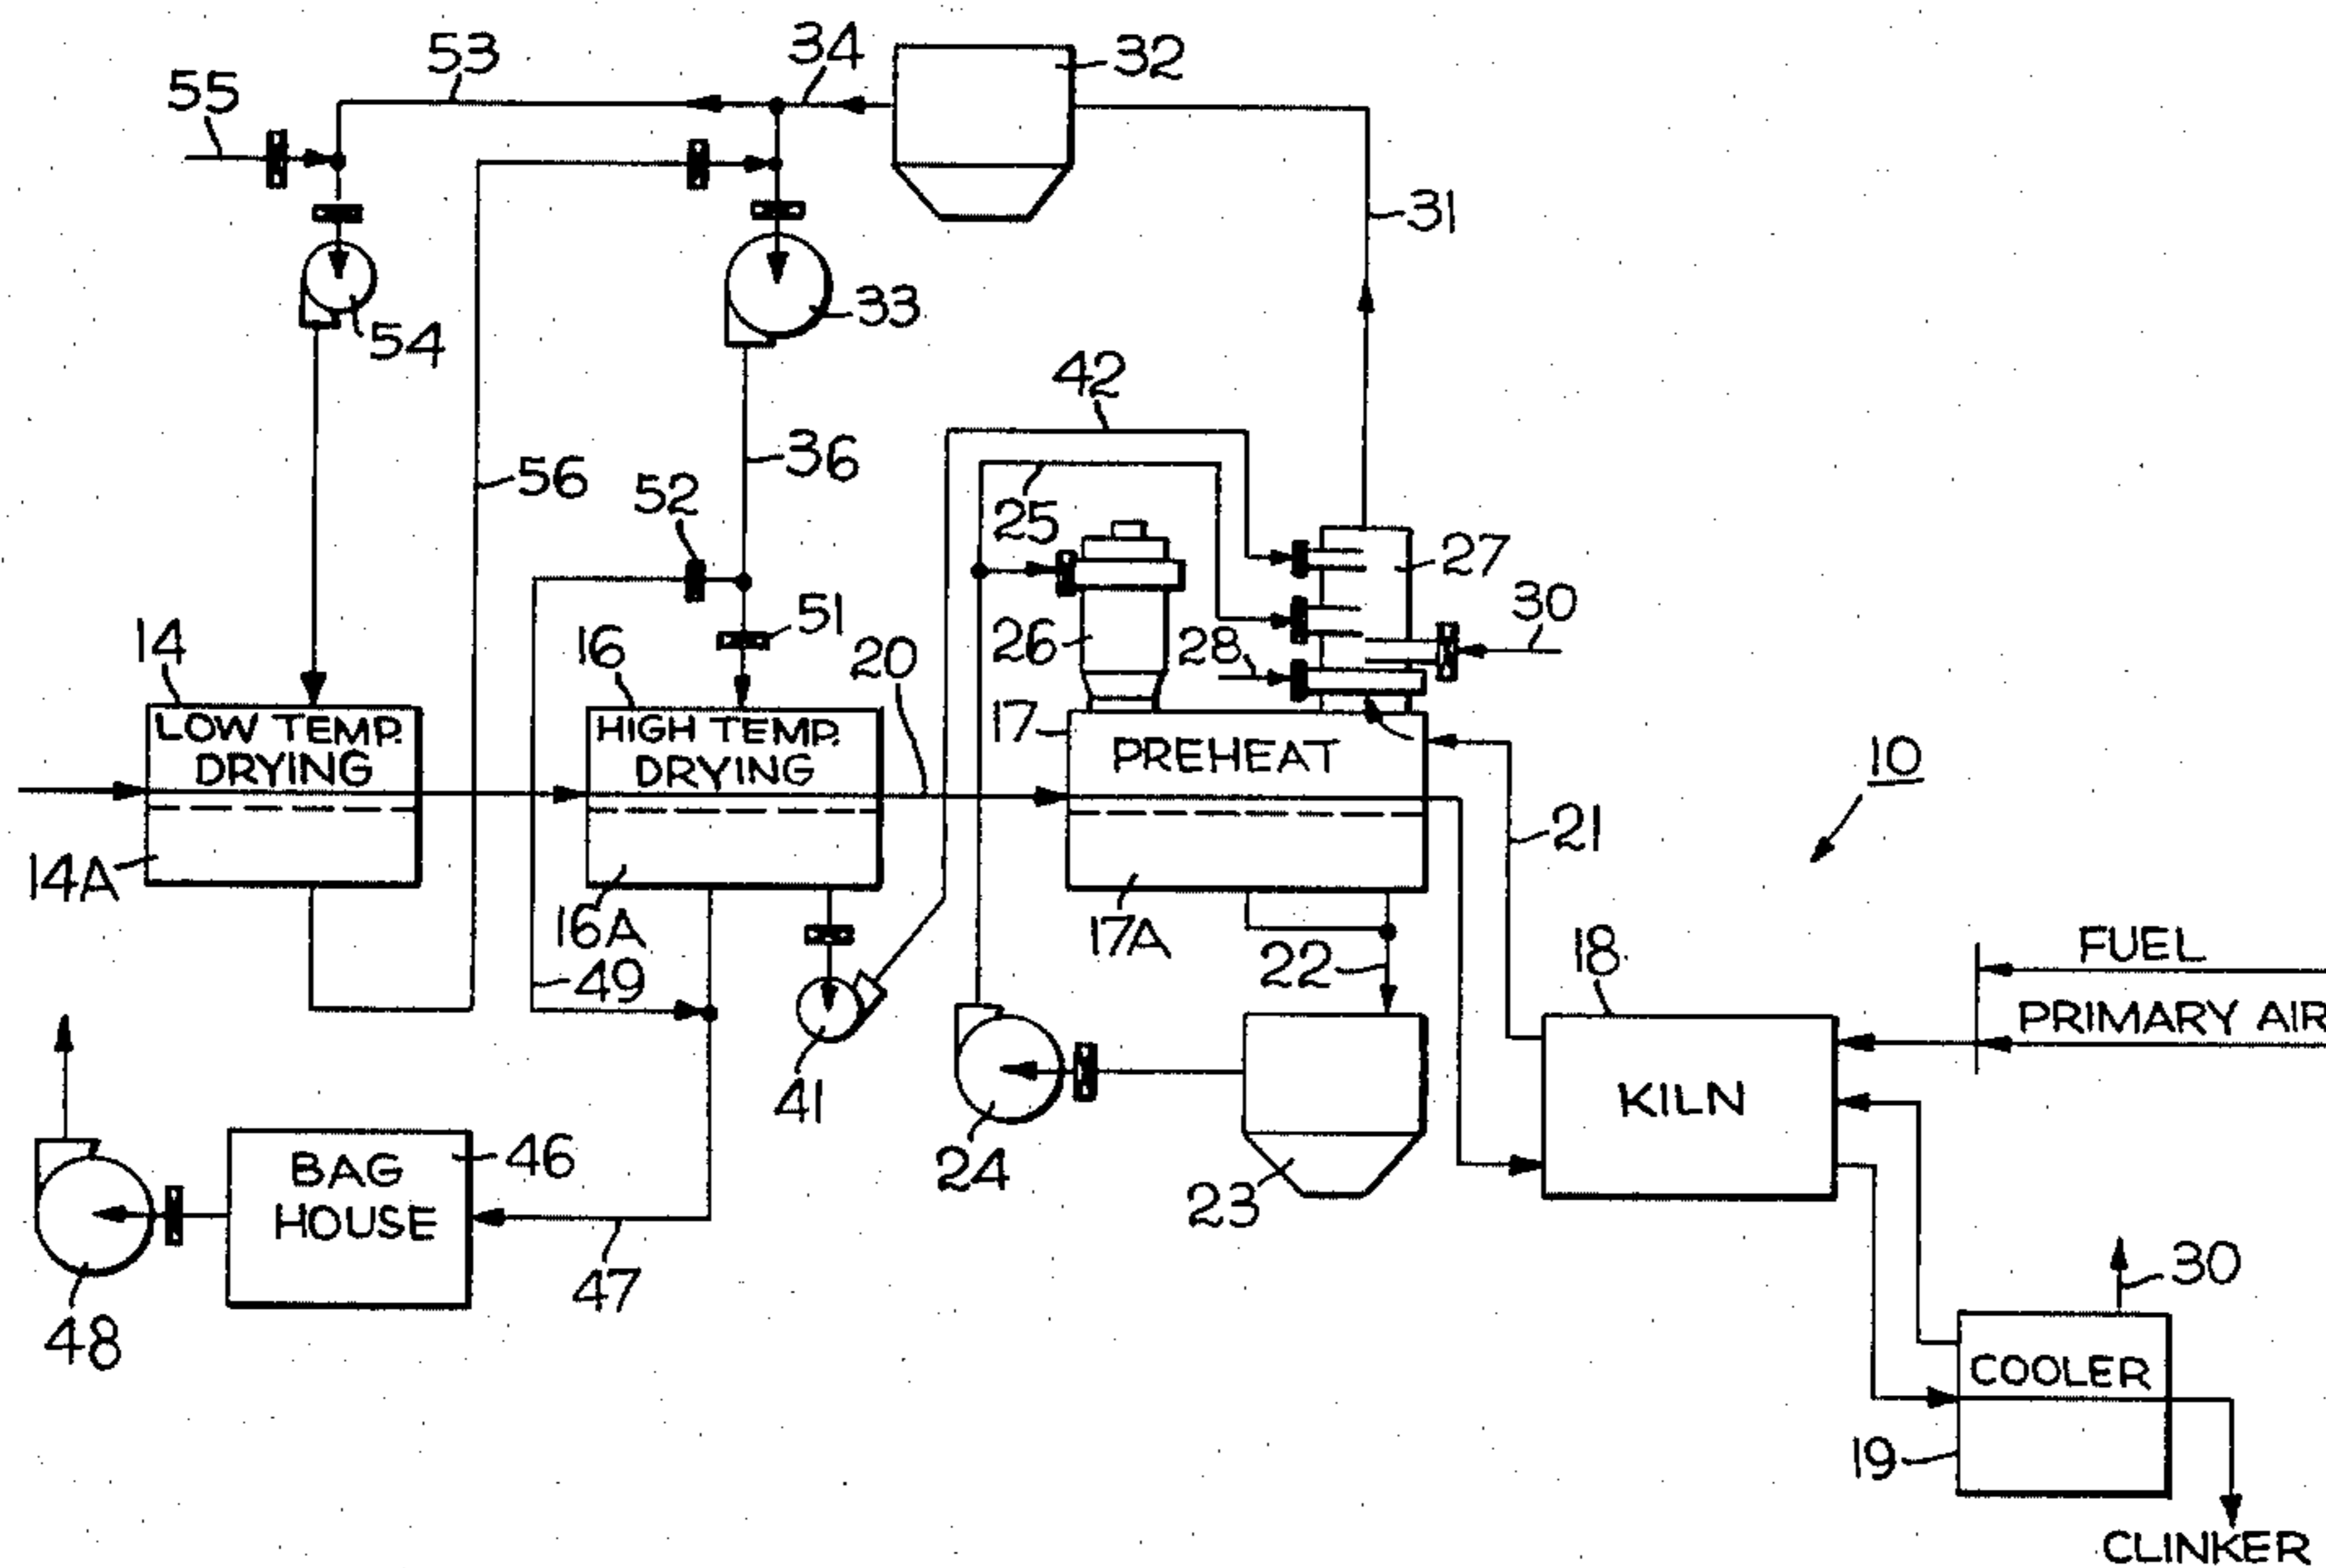 53
34
32
55
31
54
33
42
36
56
52
25
27
30
51
26
28
14
16
20
17
LOW TEMP.
DRYING
HIGH TEMP.
DRYING
PREHEAT
10
21
14A
16A
17A
18
FUEL
22
49
PRIMARY AIR
41
KILN
24
23
BAG
HOUSE
46
47
48
30
COOLER
19
CLINKER